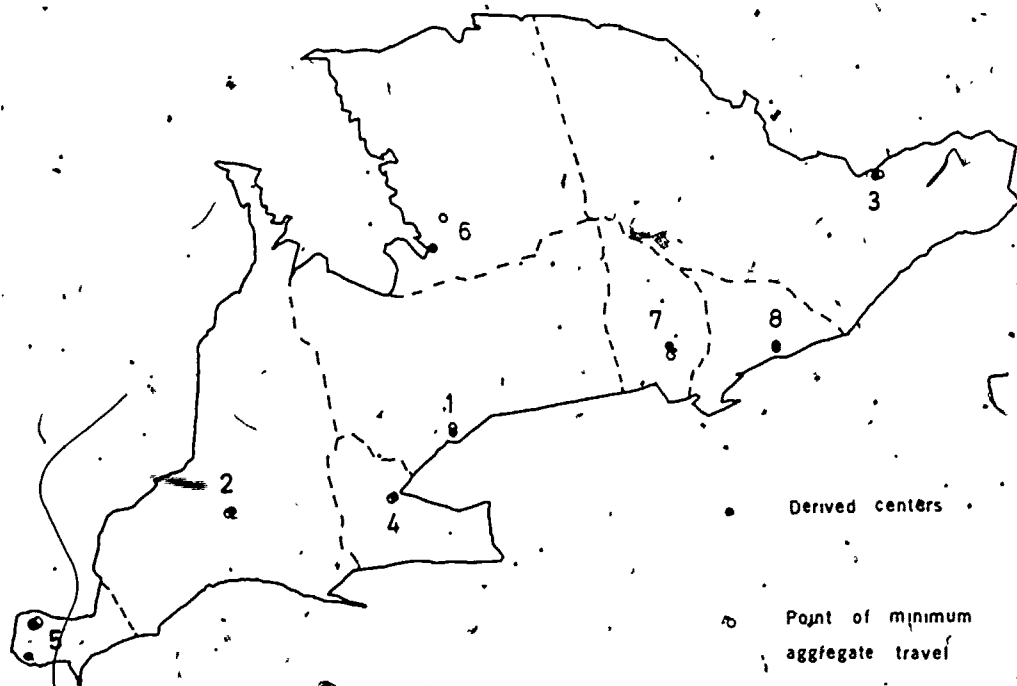 3
6
7
8
1
2
4
5
Derived centers
Point of minimum
aggregate travel